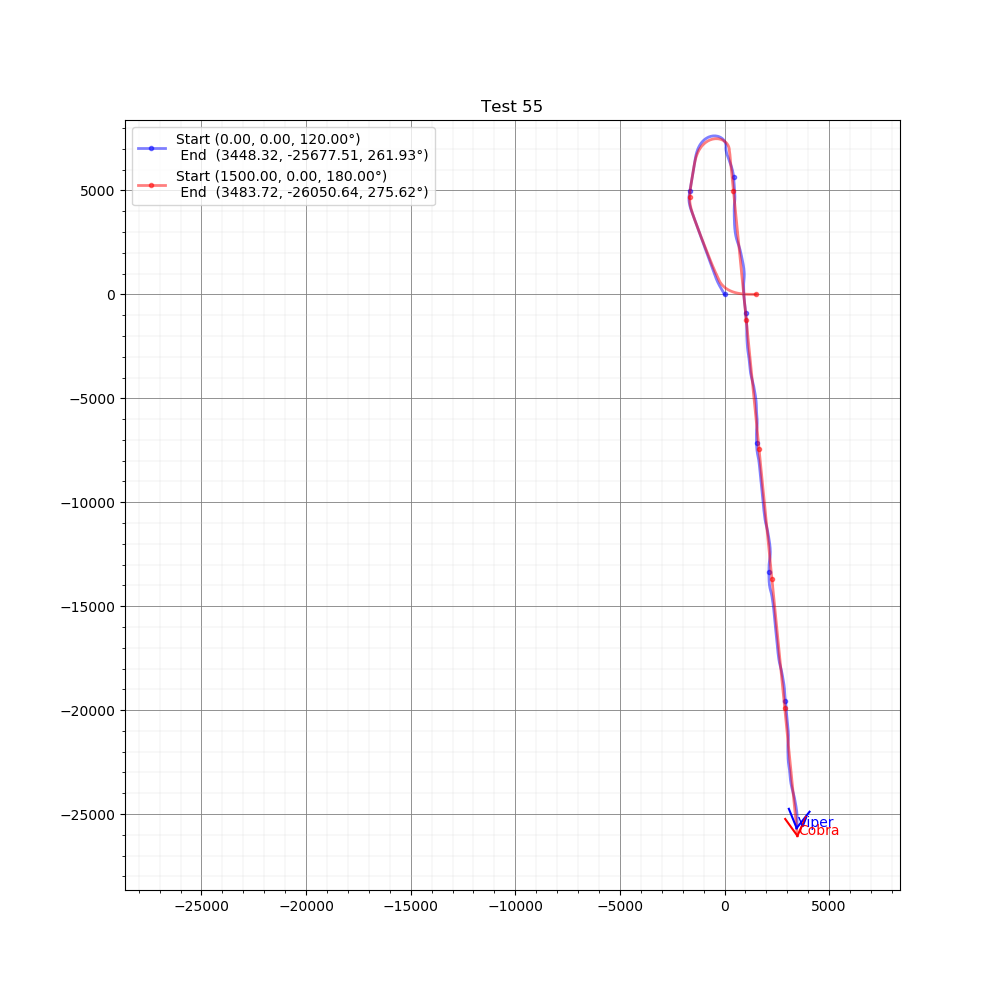 Test 55
Start (0.00, 0.00, 120.00°)
End (3448.32, -25677.51, 261.93°)
Start (1500.00, 0.00, 180.00°)
End (3483.72, -26050.64, 275.62°)
5000
0
−5000
−10000
−15000
−20000
−25000
Viper
Cobra
−25000 −20000 −15000 −10000 −5000 0 5000